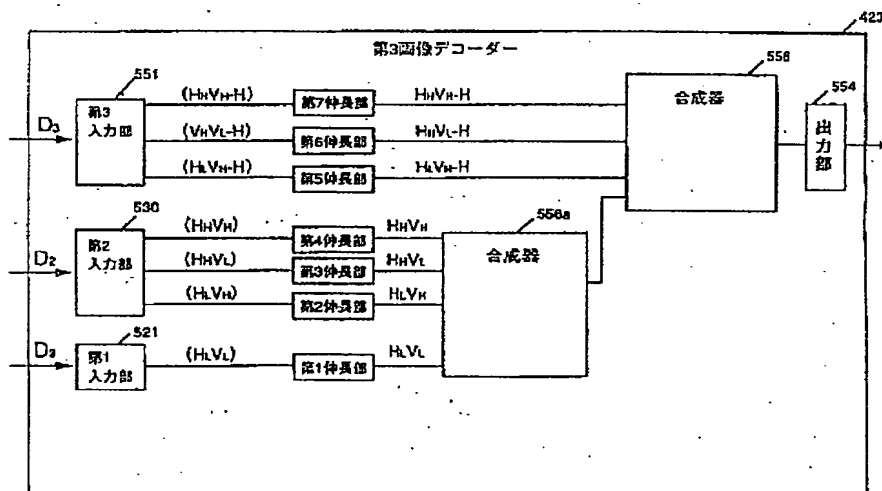 423
第3画像デコーダー
551
556
554
第3
入力部
(HHVH-H)
第7伸長部
HHVH-H
合成器
出力部
D3
(VHVL-H)
第6伸長部
HHVL-H
(HLVH-H)
第5伸長部
HLVH-H
530
556a
第2
入力部
(HHVH)
第4伸長部
HHVH
合成器
D2
(HHVL)
第3伸長部
HHVL
(HLVH)
第2伸長部
HLVH
521
D3
第1
入力部
(HLVL)
第1伸長部
HLVL